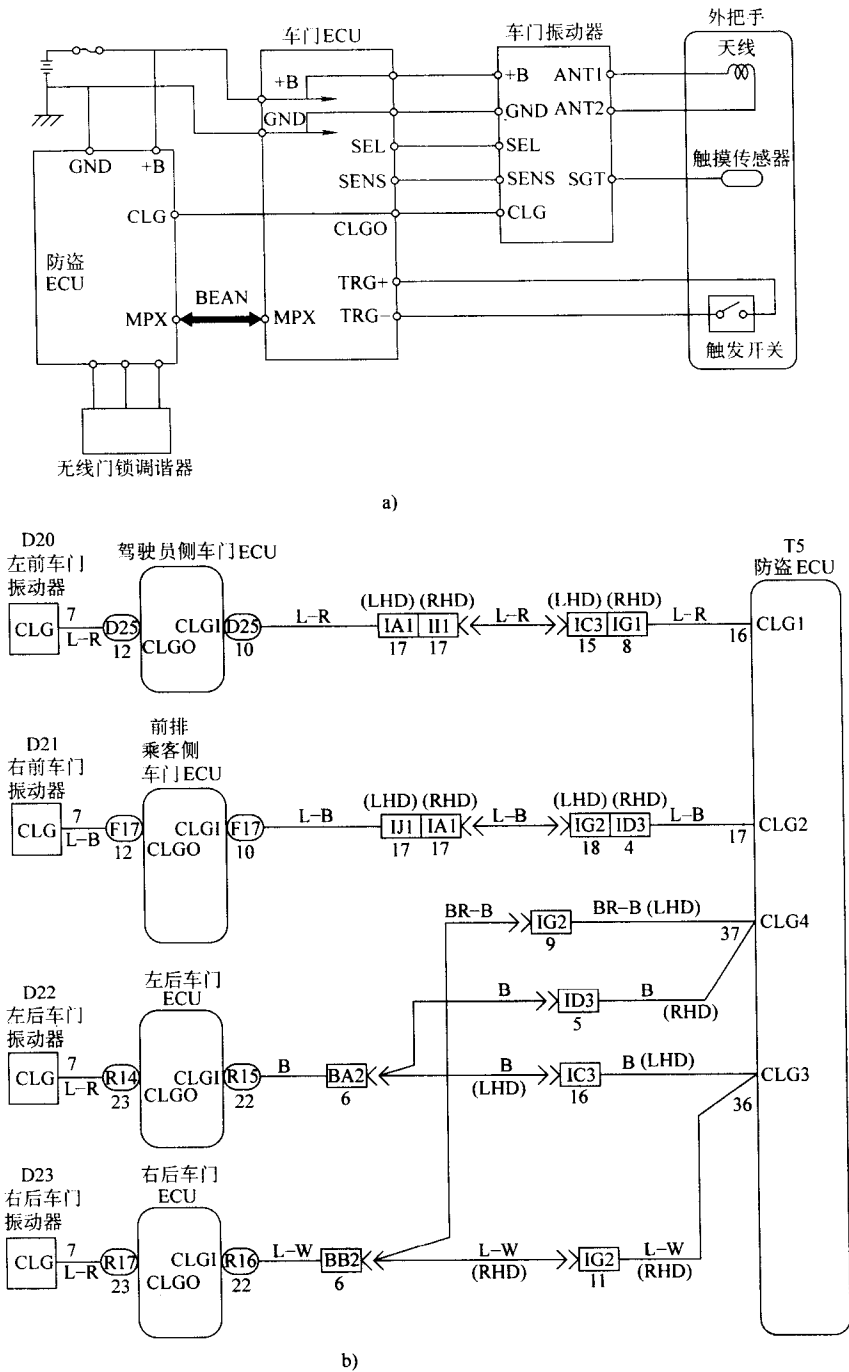 车门ECU
车门振动器
外把手
天线
+B
+B
ANT1
GND
GND
ANT2
SEL
SEL
触摸传感器
SENS
SENS
SGT
GND
+B
CLG
CLGO
CLG
防盗
ECU
TRG+
BEAN
MPX
MPX
TRG−
触发开关
无线门锁调谐器
a)
D20
左前车门
振动器
驾驶员侧车门ECU
T5
防盗ECU
CLG
7
L−R
D25
12
CLGO
CLGI
D25
10
L−R
(LHD) (RHD)
IA1
II1
17
17
L−R
(LHD) (RHD)
IC3
IG1
15
8
L−R
16
CLG1
D21
右前车门
振动器
前排
乘客侧
车门ECU
CLG
7
L−B
F17
12
CLGO
CLGI
F17
10
L−B
(LHD) (RHD)
IJ1
IA1
17
17
L−B
(LHD) (RHD)
IG2
ID3
18
4
L−B
17
CLG2
BR−B
IG2
9
BR−B (LHD)
37
CLG4
B
ID3
5
B
(RHD)
D22
左后车门
振动器
左后车门
ECU
CLG
7
L−R
R14
23
CLGO
CLGI
R15
22
B
BA2
6
B
(LHD)
IC3
16
B (LHD)
36
CLG3
D23
右后车门
振动器
右后车门
ECU
CLG
7
L−R
R17
23
CLGO
CLGI
R16
22
L−W
BB2
6
L−W
(RHD)
IG2
11
L−W
(RHD)
b)